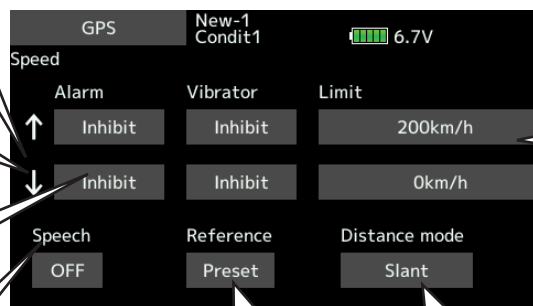 GPS
New-1
Condit1
6.7V
Speed
Alarm Vibrator Limit
↑ Inhibit Inhibit 200km/h
↓ Inhibit Inhibit 0km/h
Speech Reference Distance mode
OFF Preset Slant